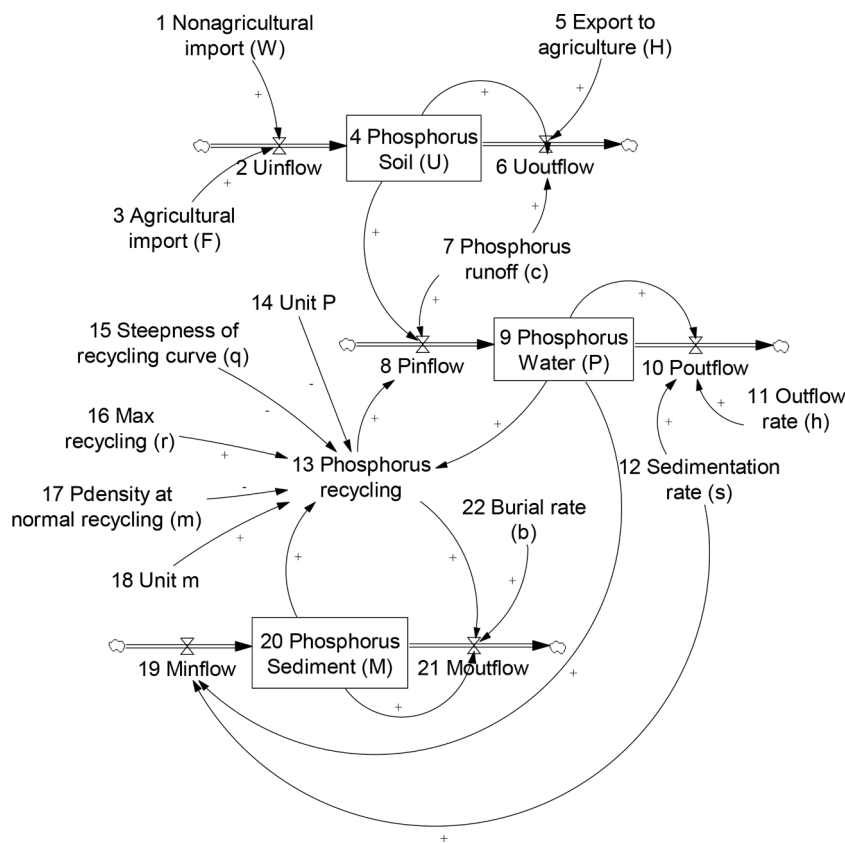 1 Nonagricultural
import (W)
5 Export to
agriculture (H)
+
+
+
4 Phosphorus
Soil (U)
2 Uinflow
6 Uoutflow
+
3 Agricultural
import (F)
+
+
7 Phosphorus
runoff (c)
14 Unit P
+
+
15 Steepness of
recycling curve (q)
9 Phosphorus
Water (P)
8 Pinflow
10 Poutflow
-
-
11 Outflow
rate (h)
+
16 Max
recycling (r)
+
+
+
+
13 Phosphorus
recycling
12 Sedimentation
rate (s)
17 Pdensity at
normal recycling (m)
-
22 Burial rate
(b)
+
18 Unit m
+
+
+
20 Phosphorus
Sediment (M)
19 Minflow
21 Moutflow
+
+
+